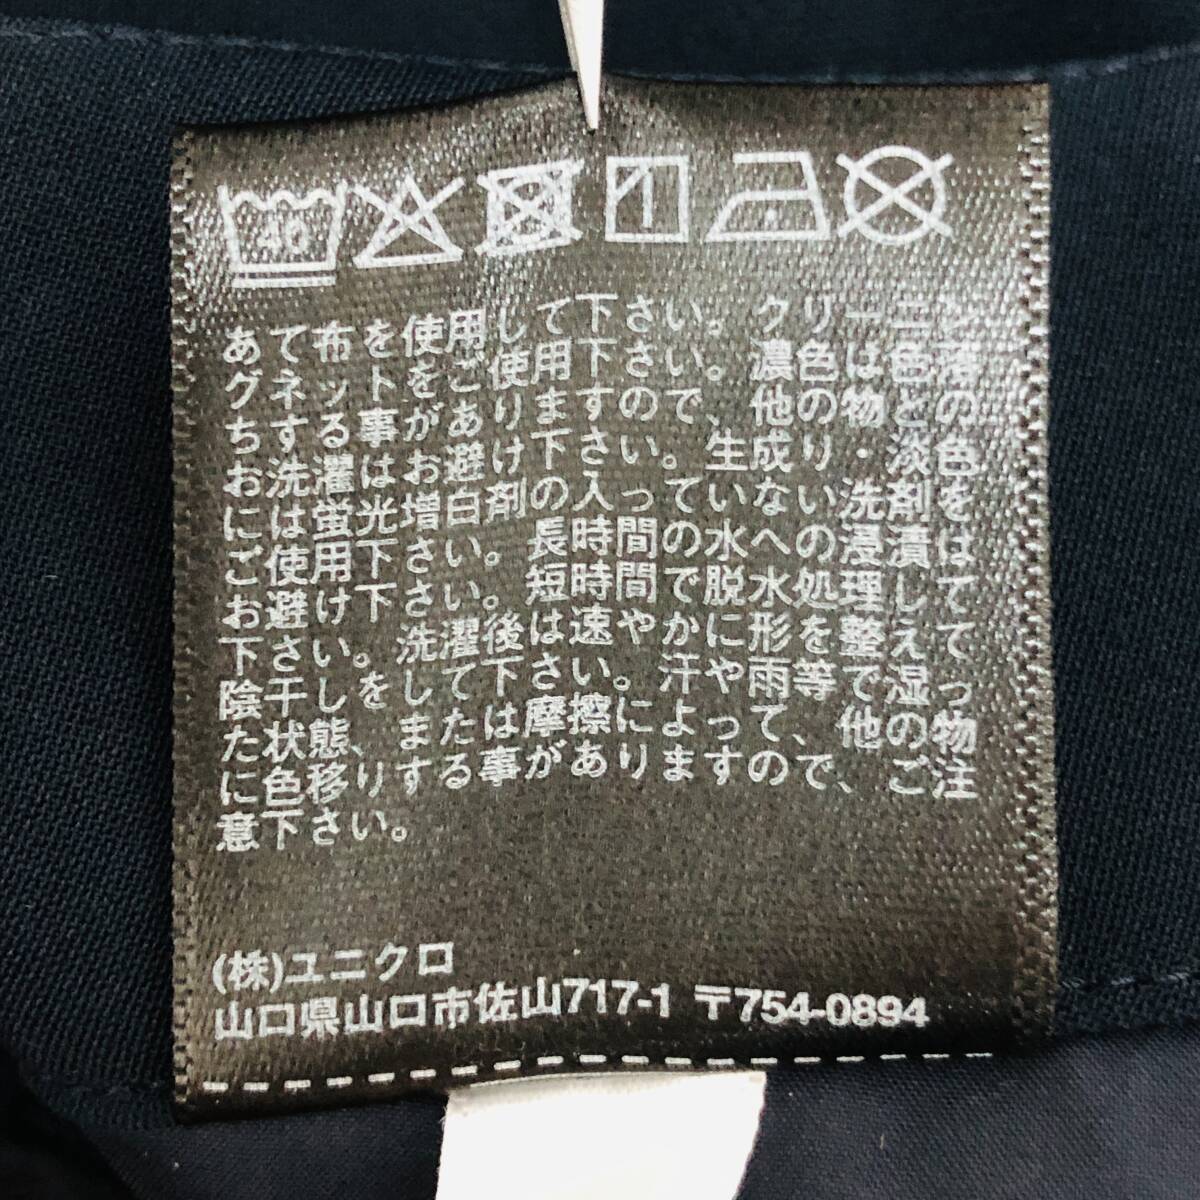 40
あて布を使用して下さい。クリーニン
グネットをご使用下さい。濃色は色落
ちする事がありますので、他の物との
お洗濯はお避け下さい。生成り・淡色
には蛍光増白剤の入っていない洗剤を
ご使用下さい。長時間の水への浸漬は
お避け下さい。短時間で脱水処理して
下さい。洗濯後は速やかに形を整えて
陰干しをして下さい。汗や雨等で湿っ
た状態、または摩擦によって、他の物
に色移りする事がありますので、ご注
意下さい。
(株)ユニクロ
山口県山口市佐山717-1 〒754-0894